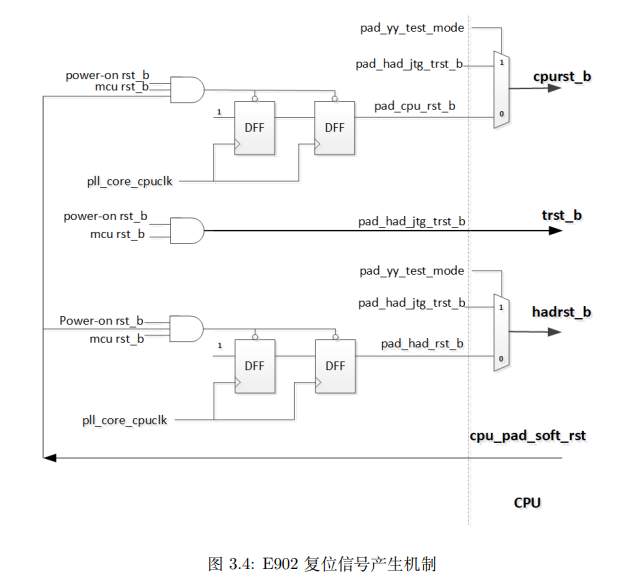 pad_yy_test_mode
pad_had_jtg_trst_b
1
cpurst_b
power-on rst_b
mcu rst_b
1
DFF
DFF
pad_cpu_rst_b
0
pll_core_cpuclk
power-on rst_b
mcu rst_b
pad_had_jtg_trst_b
trst_b
pad_yy_test_mode
pad_had_jtg_trst_b
1
hadrst_b
Power-on rst_b
mcu rst_b
1
DFF
DFF
pad_had_rst_b
0
pll_core_cpuclk
cpu_pad_soft_rst
CPU
图 3.4: E902 复位信号产生机制